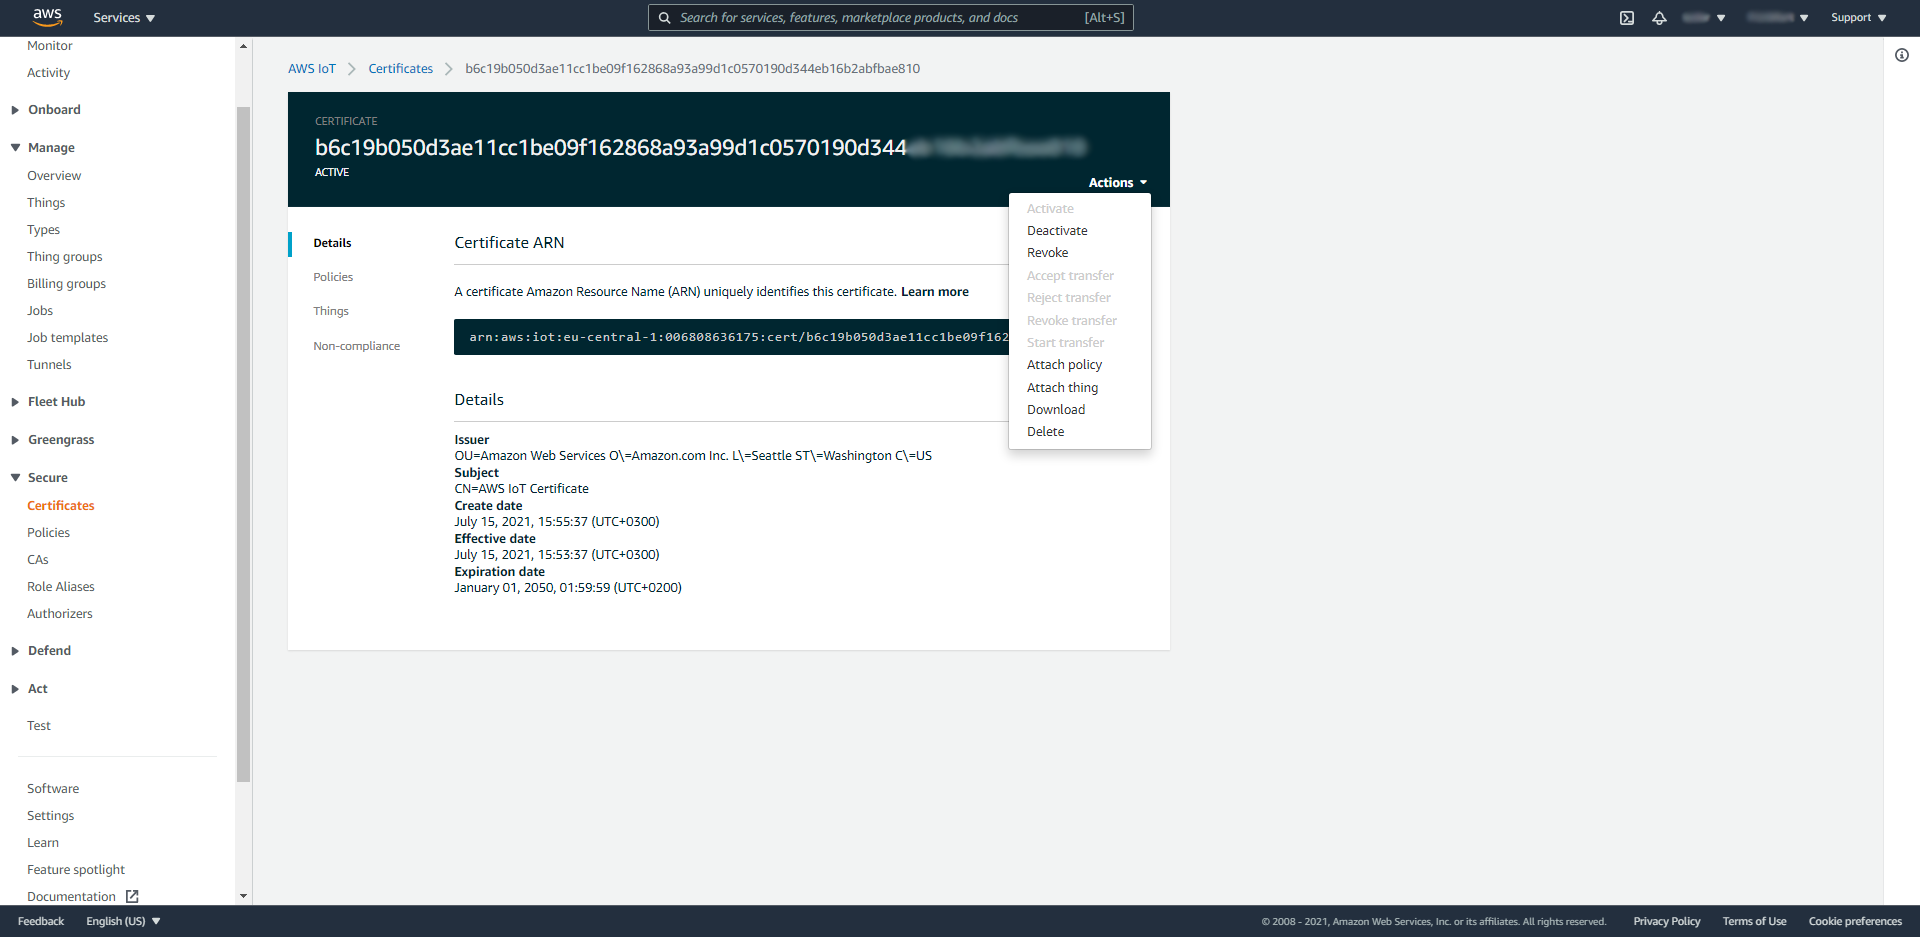 aws
Services
Search for services, features, marketplace products, and docs [Alt+S]
Support
Monitor
Activity
Onboard
Manage
Overview
Things
Types
Thing groups
Billing groups
Jobs
Job templates
Tunnels
Fleet Hub
Greengrass
Secure
Certificates
Policies
CAs
Role Aliases
Authorizers
Defend
Act
Test
Software
Settings
Learn
Feature spotlight
Documentation
AWS IoT
Certificates
b6c19b050d3ae11cc1be09f162868a93a99d1c0570190d344eb16b2abfbae810
CERTIFICATE
b6c19b050d3ae11cc1be09f162868a93a99d1c0570190d344
ACTIVE
Actions
Activate
Deactivate
Revoke
Accept transfer
Reject transfer
Revoke transfer
Start transfer
Attach policy
Attach thing
Download
Delete
Details
Policies
Things
Non-compliance
Certificate ARN
A certificate Amazon Resource Name (ARN) uniquely identifies this certificate. Learn more
arn:aws:iot:eu-central-1:006808636175:cert/b6c19b050d3ae11cc1be09f162
Details
Issuer
OU=Amazon Web Services O\=Amazon.com Inc. L\=Seattle ST\=Washington C\=US
Subject
CN=AWS IoT Certificate
Create date
July 15, 2021, 15:55:37 (UTC+0300)
Effective date
July 15, 2021, 15:53:37 (UTC+0300)
Expiration date
January 01, 2050, 01:59:59 (UTC+0200)
Feedback
English (US)
© 2008 - 2021, Amazon Web Services, Inc. or its affiliates. All rights reserved.
Privacy Policy
Terms of Use
Cookie preferences